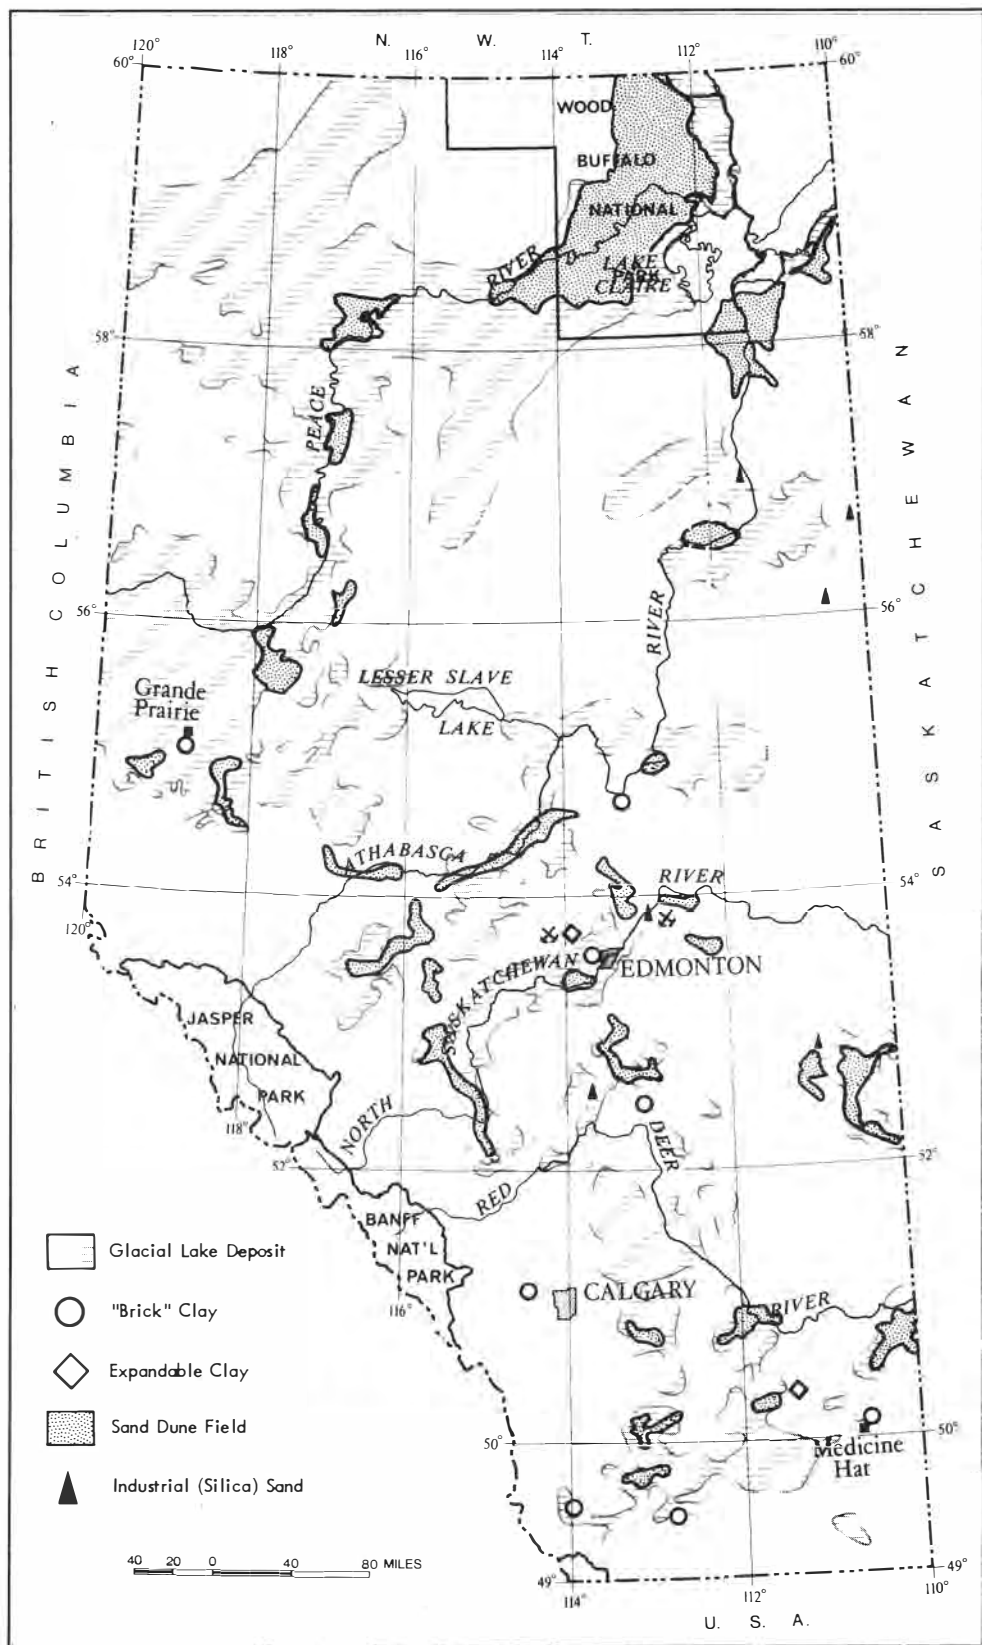 120°
118°
N. W. T.
116°
114°
112°
110°
60°
60°
WOOD
BUFFALO
NATIONAL
RIVER
LAKE
PARK
CLAIRE
58°
58°
PEACE
BRITISH COLUMBIA
SASKATCHEWAN
56°
56°
RIVER
LESSER SLAVE
LAKE
Grande
Prairie
ATHABASCA
54°
RIVER
54°
120°
SASKATCHEWAN
EDMONTON
JASPER
NATIONAL
PARK
118°
NORTH
DEER
52°
52°
RED
BANFF
NAT'L
PARK
116°
CALGARY
RIVER
Glacial Lake Deposit
"Brick" Clay
Expandable Clay
Sand Dune Field
Industrial (Silica) Sand
50°
50°
Medicine
Hat
40 20 0 40 80 MILES
49°
49°
114°
112°
110°
U. S. A.